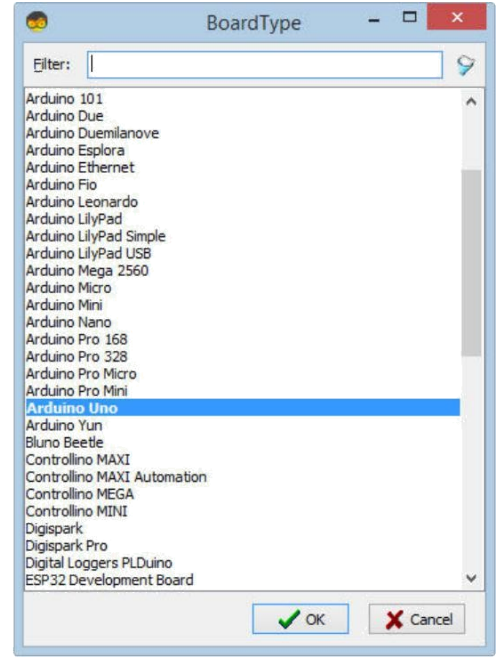 BoardType
Filter:
Arduino 101
Arduino Due
Arduino Duemilanove
Arduino Esplora
Arduino Ethernet
Arduino Fio
Arduino Leonardo
Arduino LilyPad
Arduino LilyPad Simple
Arduino LilyPad USB
Arduino Mega 2560
Arduino Micro
Arduino Mini
Arduino Nano
Arduino Pro 168
Arduino Pro 328
Arduino Pro Micro
Arduino Pro Mini
Arduino Uno
Arduino Yun
Bluno Beetle
Controllino MAXI
Controllino MAXI Automation
Controllino MEGA
Controllino MINI
Digispark
Digispark Pro
Digital Loggers PLDuino
ESP32 Development Board
OK Cancel